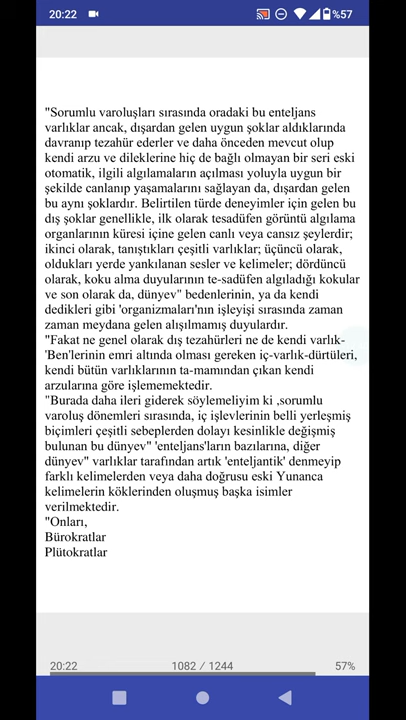 20:22
%57
"Sorumlu varoluşları sırasında oradaki bu enteljans
varlıklar ancak, dışardan gelen uygun şoklar aldıklarında
davranıp tezahür ederler ve daha önceden mevcut olup
kendi arzu ve dileklerine hiç de bağlı olmayan bir seri eski
otomatik, ilgili algılamaların açılması yoluyla uygun bir
şekilde canlanıp yaşamalarını sağlayan da, dışardan gelen
bu aynı şoklardır. Belirtilen türde deneyimler için gelen bu
dış şoklar genellikle, ilk olarak tesadüfen görüntü algılama
organlarının küresi içine gelen canlı veya cansız şeylerdir;
ikinci olarak, tanıştıkları çeşitli varlıklar; üçüncü olarak,
oldukları yerde yankılanan sesler ve kelimeler; dördüncü
olarak, koku alma duyularının te-sadüfen algıladığı kokular
ve son olarak da, dünyev" bedenlerinin, ya da kendi
dedikleri gibi 'organizmaları'nın işleyişi sırasında zaman
zaman meydana gelen alışılmamış duyulardır.
"Fakat ne genel olarak dış tezahürleri ne de kendi varlık-
'Ben'lerinin emri altında olması gereken iç-varlık-dürtüleri,
kendi bütün varlıklarının ta-mamından çıkan kendi
arzularına göre işlememektedir.
"Burada daha ileri giderek söylemeliyim ki ,sorumlu
varoluş dönemleri sırasında, iç işlevlerinin belli yerleşmiş
biçimleri çeşitli sebeplerden dolayı kesinlikle değişmiş
bulunan bu dünyev" 'enteljans'ların bazılarına, diğer
dünyev" varlıklar tarafından artık 'enteljantik' denmeyip
farklı kelimelerden veya daha doğrusu eski Yunanca
kelimelerin köklerinden oluşmuş başka isimler
verilmektedir.
"Onları,
Bürokratlar
Plütokratlar
20:22
1082 / 1244
57%